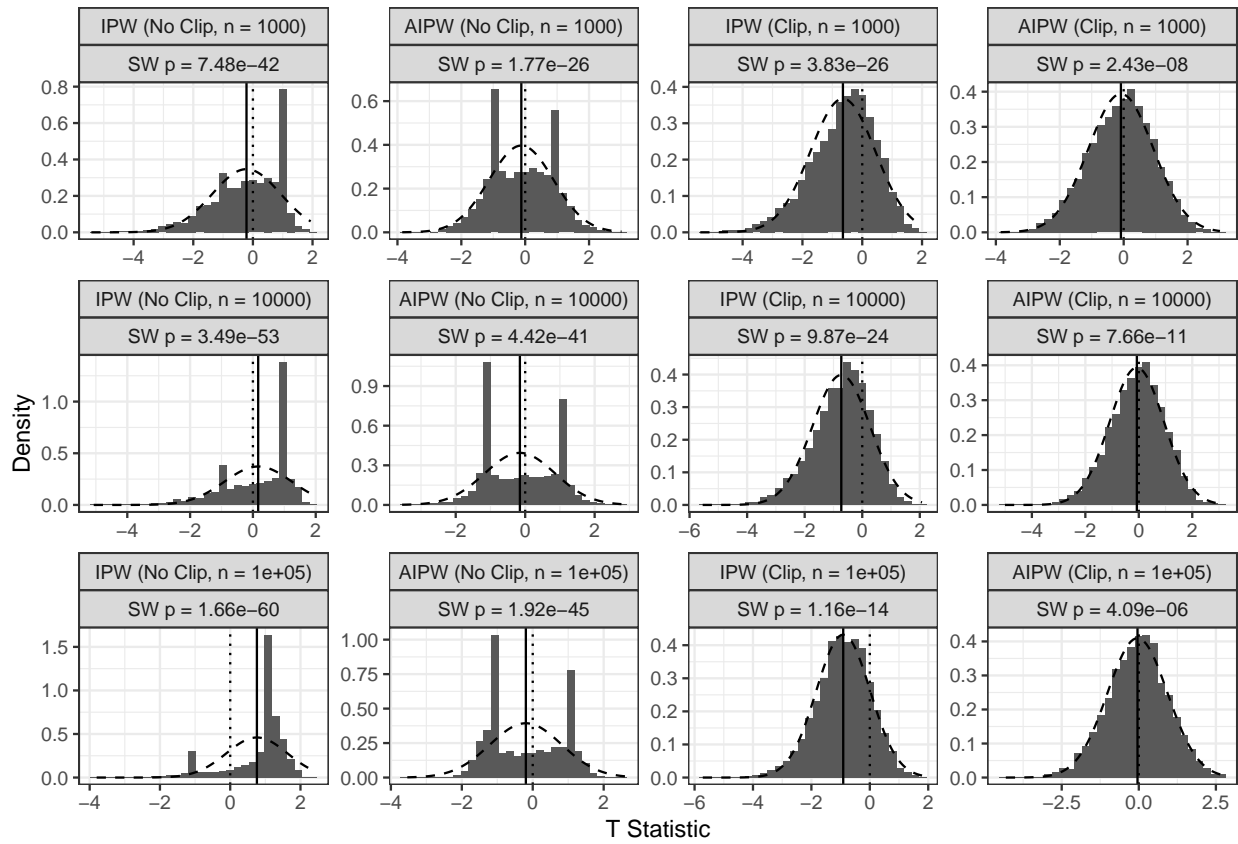 IPW (No Clip, n = 1000)
SW p = 7.48e−42
0.8
0.6
0.4
0.2
0.0
−4 −2 0 2
AIPW (No Clip, n = 1000)
SW p = 1.77e−26
0.6
0.4
0.2
0.0
−2 0 2
IPW (Clip, n = 1000)
SW p = 3.83e−26
0.4
0.3
0.2
0.1
0.0
−4 −2 0 2
AIPW (Clip, n = 1000)
SW p = 2.43e−08
0.4
0.3
0.2
0.1
0.0
−4 −2 0 2
IPW (No Clip, n = 10000)
SW p = 3.49e−53
1.0
0.5
0.0
−4 −2 0 2
AIPW (No Clip, n = 10000)
SW p = 4.42e−41
0.9
0.6
0.3
0.0
−2 0 2
IPW (Clip, n = 10000)
SW p = 9.87e−24
0.4
0.3
0.2
0.1
0.0
−6 −4 −2 0 2
AIPW (Clip, n = 10000)
SW p = 7.66e−11
0.4
0.3
0.2
0.1
0.0
−4 −2 0 2
IPW (No Clip, n = 1e+05)
SW p = 1.66e−60
1.5
1.0
0.5
0.0
−4 −2 0 2
AIPW (No Clip, n = 1e+05)
SW p = 1.92e−45
1.00
0.75
0.50
0.25
0.00
−4 −2 0 2
IPW (Clip, n = 1e+05)
SW p = 1.16e−14
0.4
0.3
0.2
0.1
0.0
−6 −4 −2 0 2
AIPW (Clip, n = 1e+05)
SW p = 4.09e−06
0.4
0.3
0.2
0.1
0.0
−2.5 0.0 2.5
Density
T Statistic